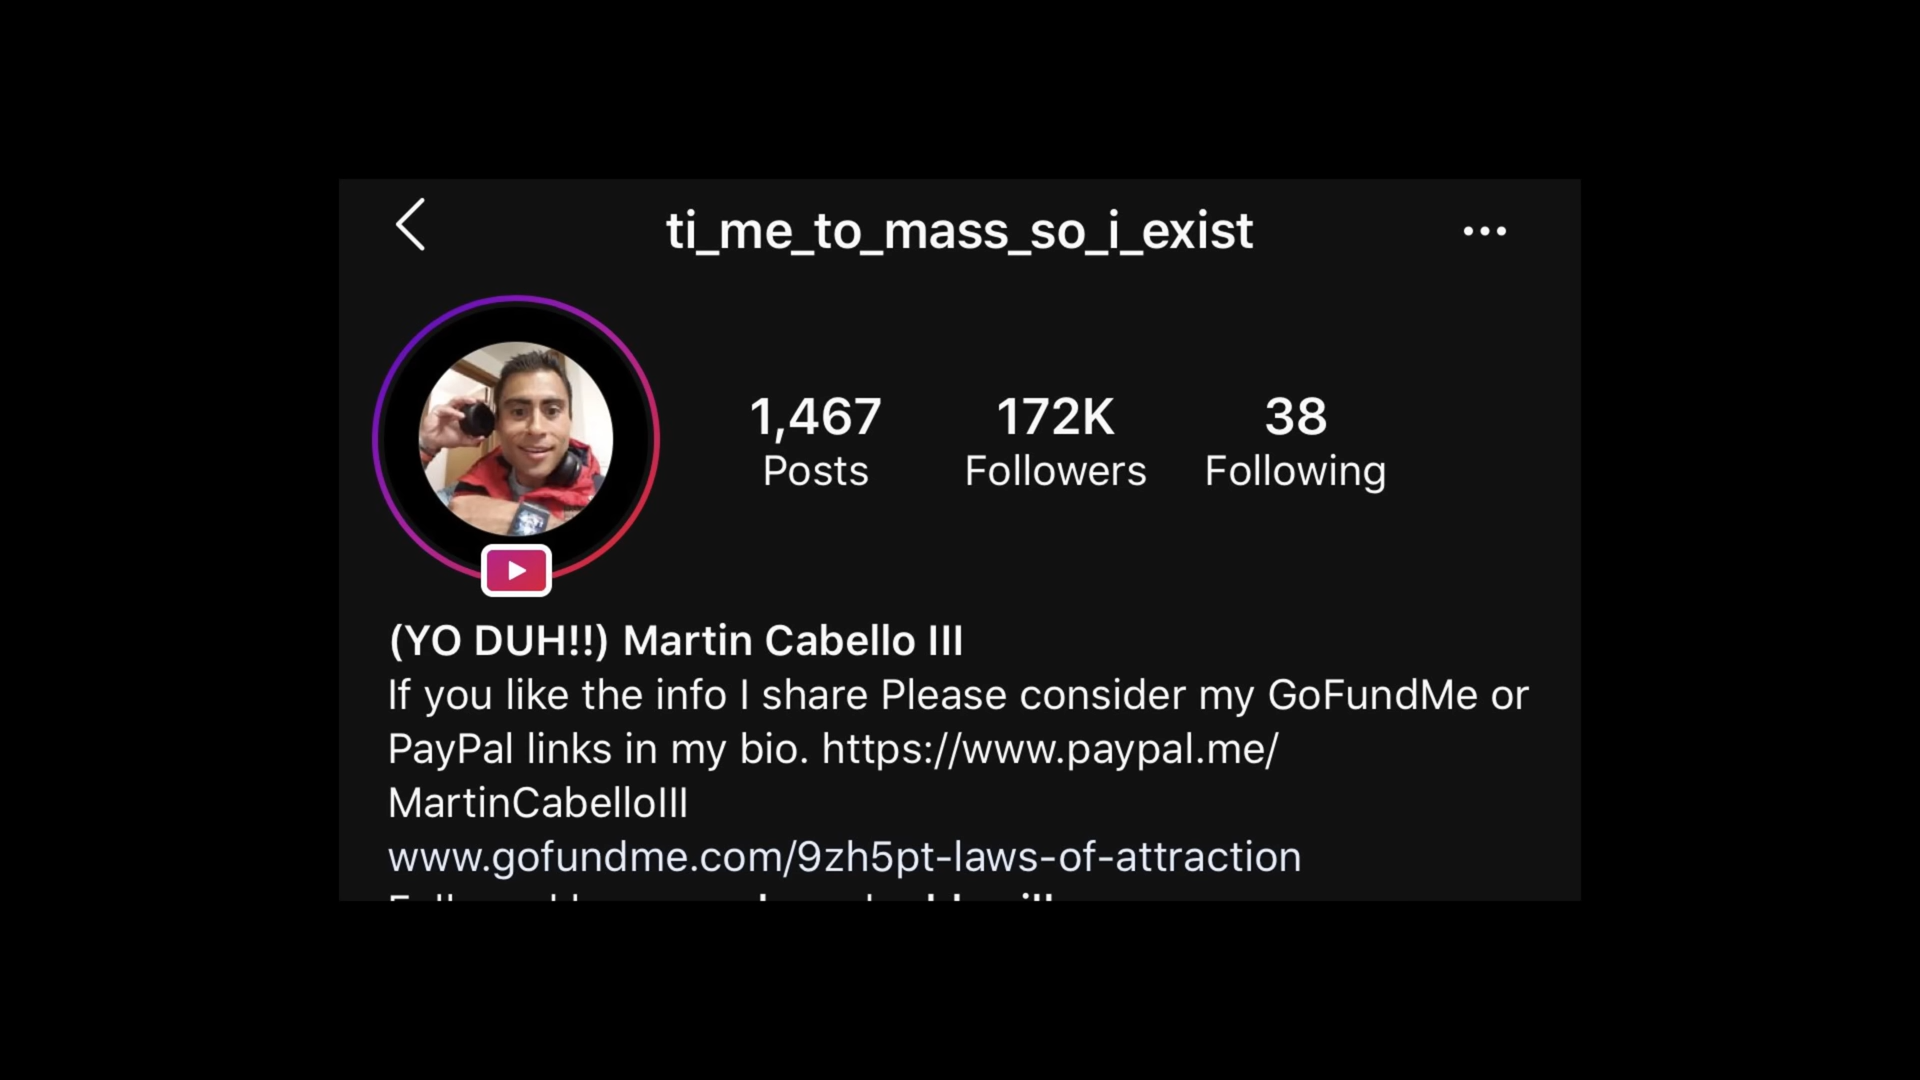 ti_me_to_mass_so_i_exist
1,467 172K 38
Posts Followers Following
(YO DUH!!) Martin Cabello III
If you like the info I share Please consider my GoFundMe or
PayPal links in my bio. https://www.paypal.me/
MartinCabelloIII
www.gofundme.com/9zh5pt-laws-of-attraction